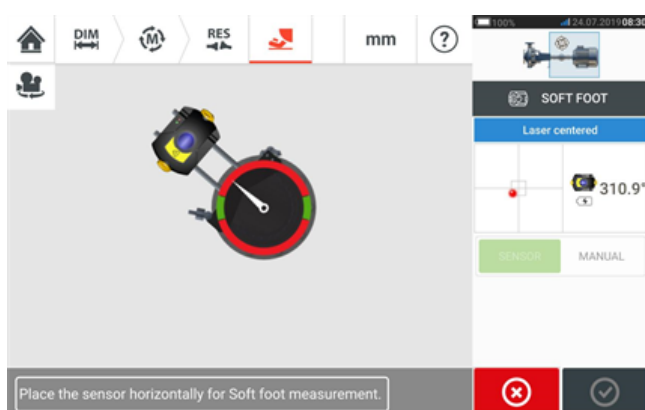 DIM
M
RES
mm
?
100%
24.07.2019 08:30
SOFT FOOT
Laser centered
310.9°
SENSOR
MANUAL
Place the sensor horizontally for Soft foot measurement.